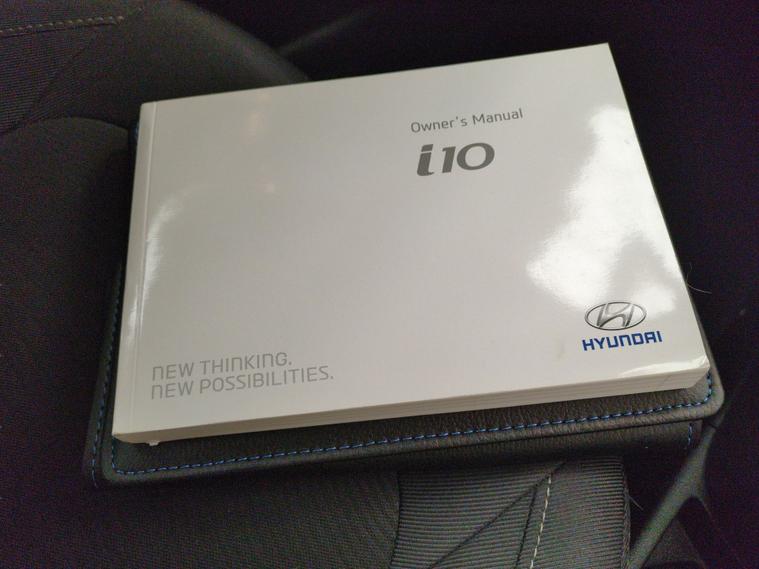 Owner's Manual
i10
HYUNDAI
NEW THINKING.
NEW POSSIBILITIES.